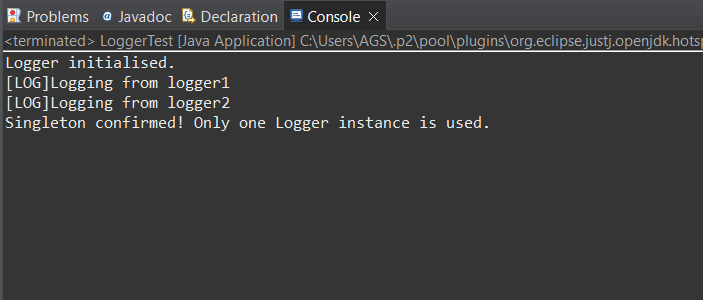 Problems @ Javadoc Declaration Console
<terminated> LoggerTest [Java Application] C:\Users\AGS\.p2\pool\plugins\org.eclipse.justj.openjdk.hotsp
Logger initialised.
[LOG]Logging from logger1
[LOG]Logging from logger2
Singleton confirmed! Only one Logger instance is used.